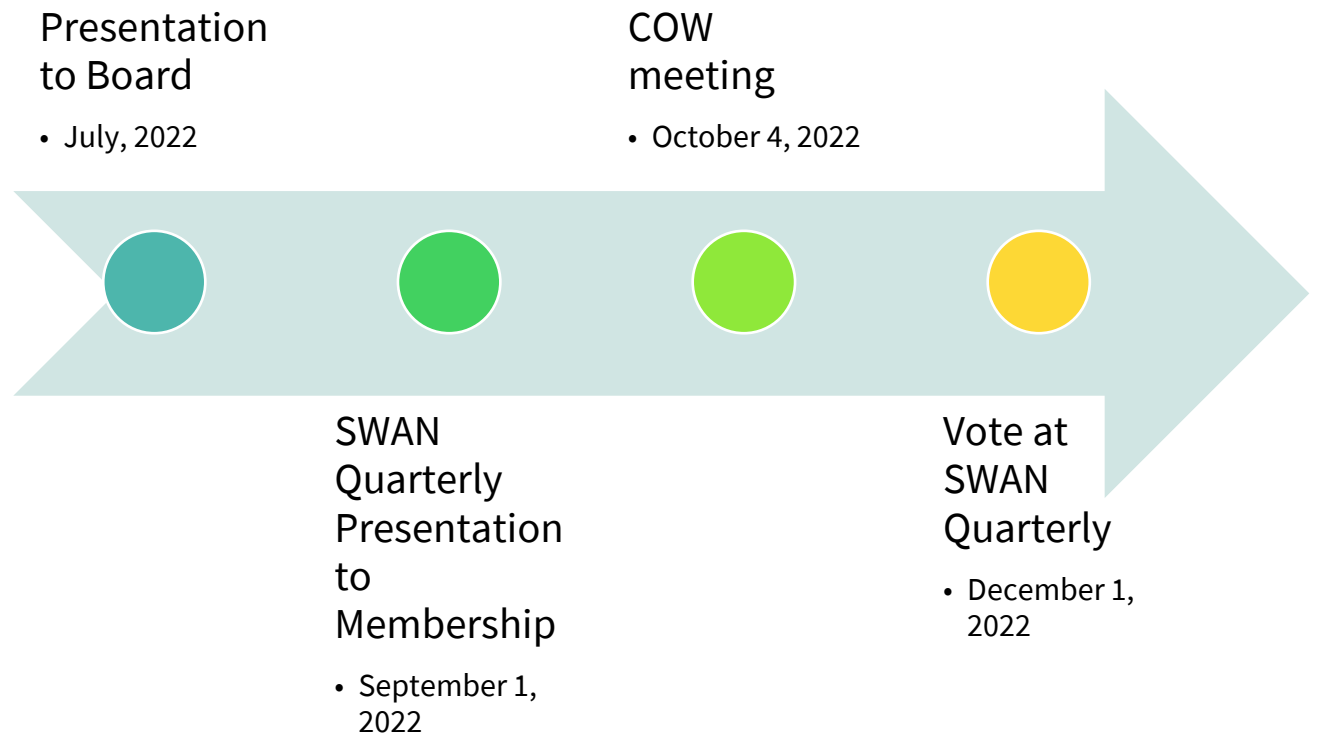 Presentation
to Board
• July, 2022
SWAN
Quarterly
Presentation
to
Membership
• September 1,
2022
COW
meeting
• October 4, 2022
Vote at
SWAN
Quarterly
• December 1,
2022